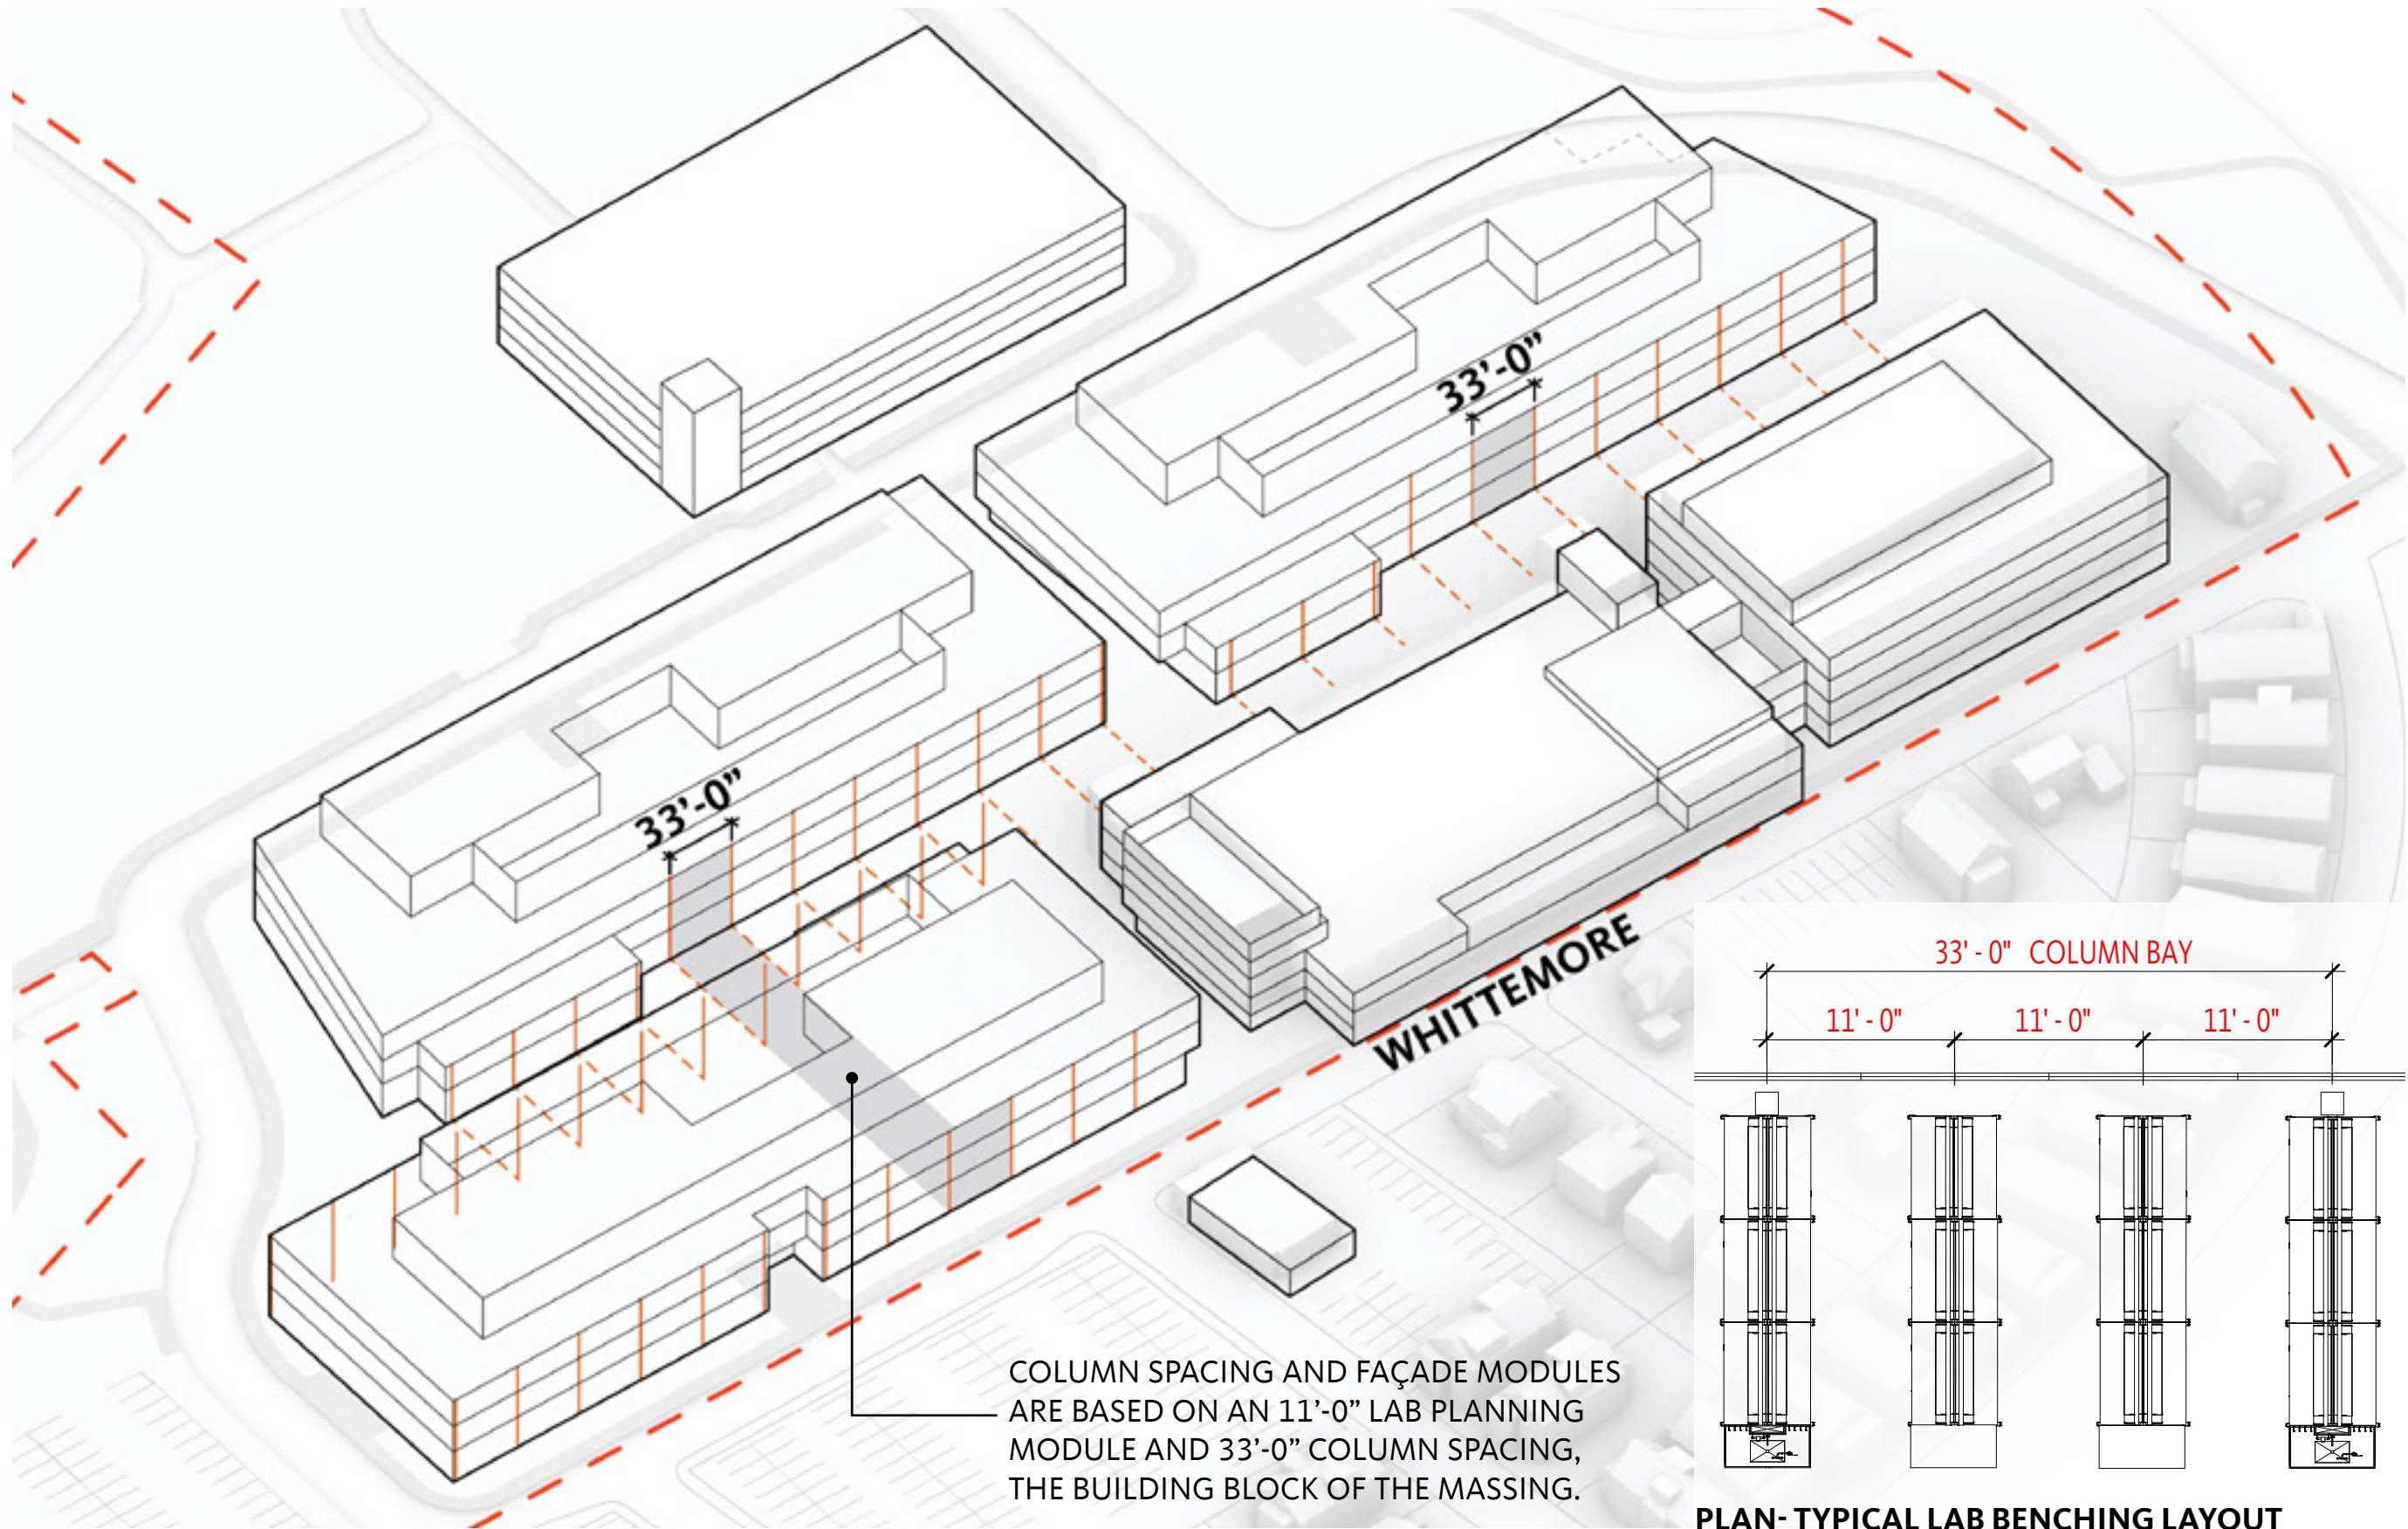 33’-0”
33’-0”
WHITTEMORE
33' - 0" COLUMN BAY
11' - 0" 11' - 0" 11' - 0"
COLUMN SPACING AND FAÇADE MODULES
ARE BASED ON AN 11’-0” LAB PLANNING
MODULE AND 33’-0” COLUMN SPACING,
THE BUILDING BLOCK OF THE MASSING.
PLAN- TYPICAL LAB BENCHING LAYOUT